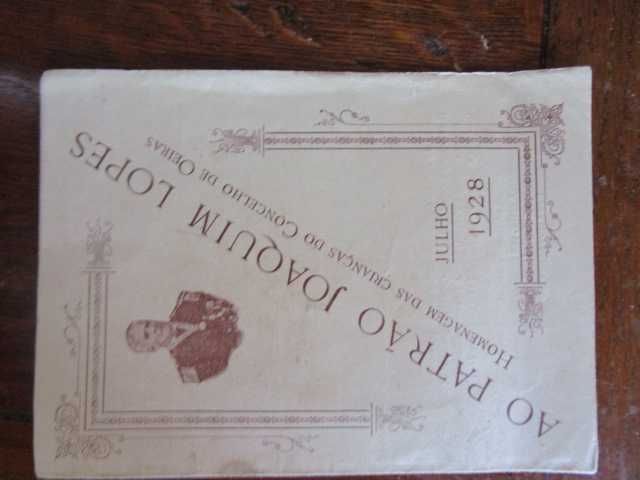 AO PATRÃO JOAQUIM LOPES
HOMENAGEM DAS CRIANÇAS DO CONCELHO DE OEIRAS
JULHO
1928